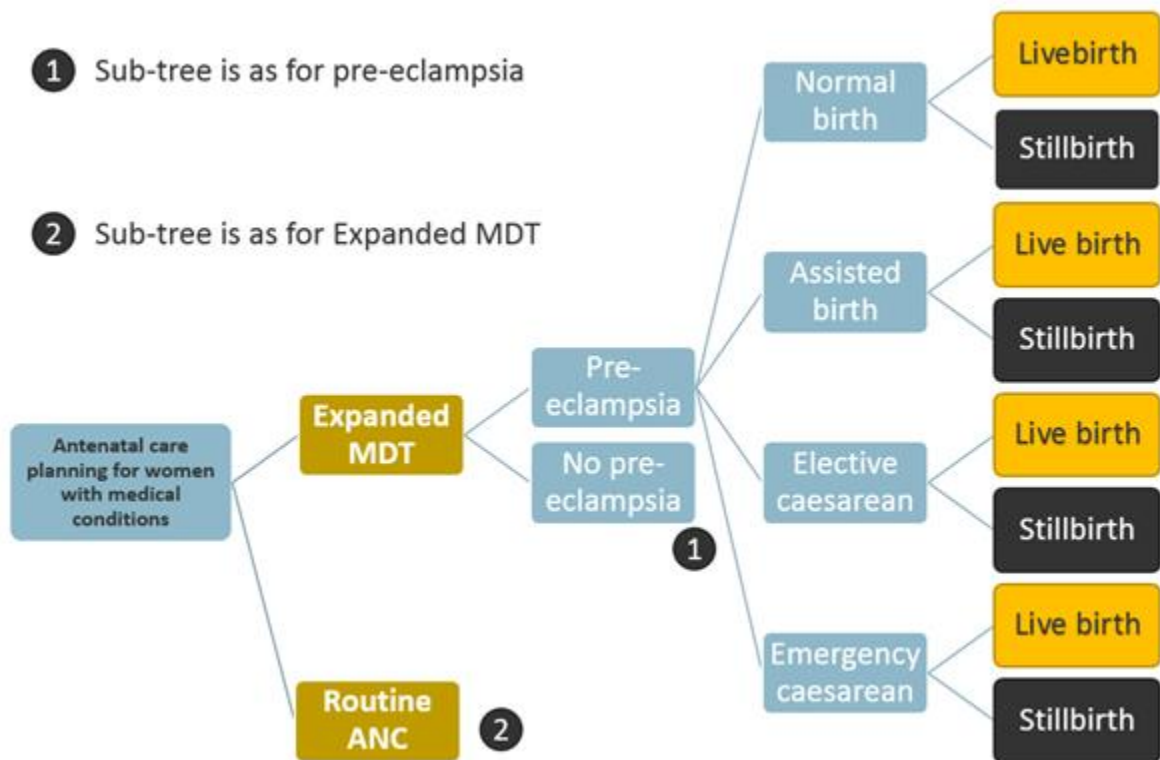 1 Sub-tree is as for pre-eclampsia
2 Sub-tree is as for Expanded MDT
Antenatal care
planning for women
with medical
conditions
Expanded
MDT
Routine
ANC
2
Pre-
eclampsia
No pre-
eclampsia
1
Normal
birth
Assisted
birth
Elective
caesarean
Emergency
caesarean
Livebirth
Stillbirth
Live birth
Stillbirth
Live birth
Stillbirth
Live birth
Stillbirth